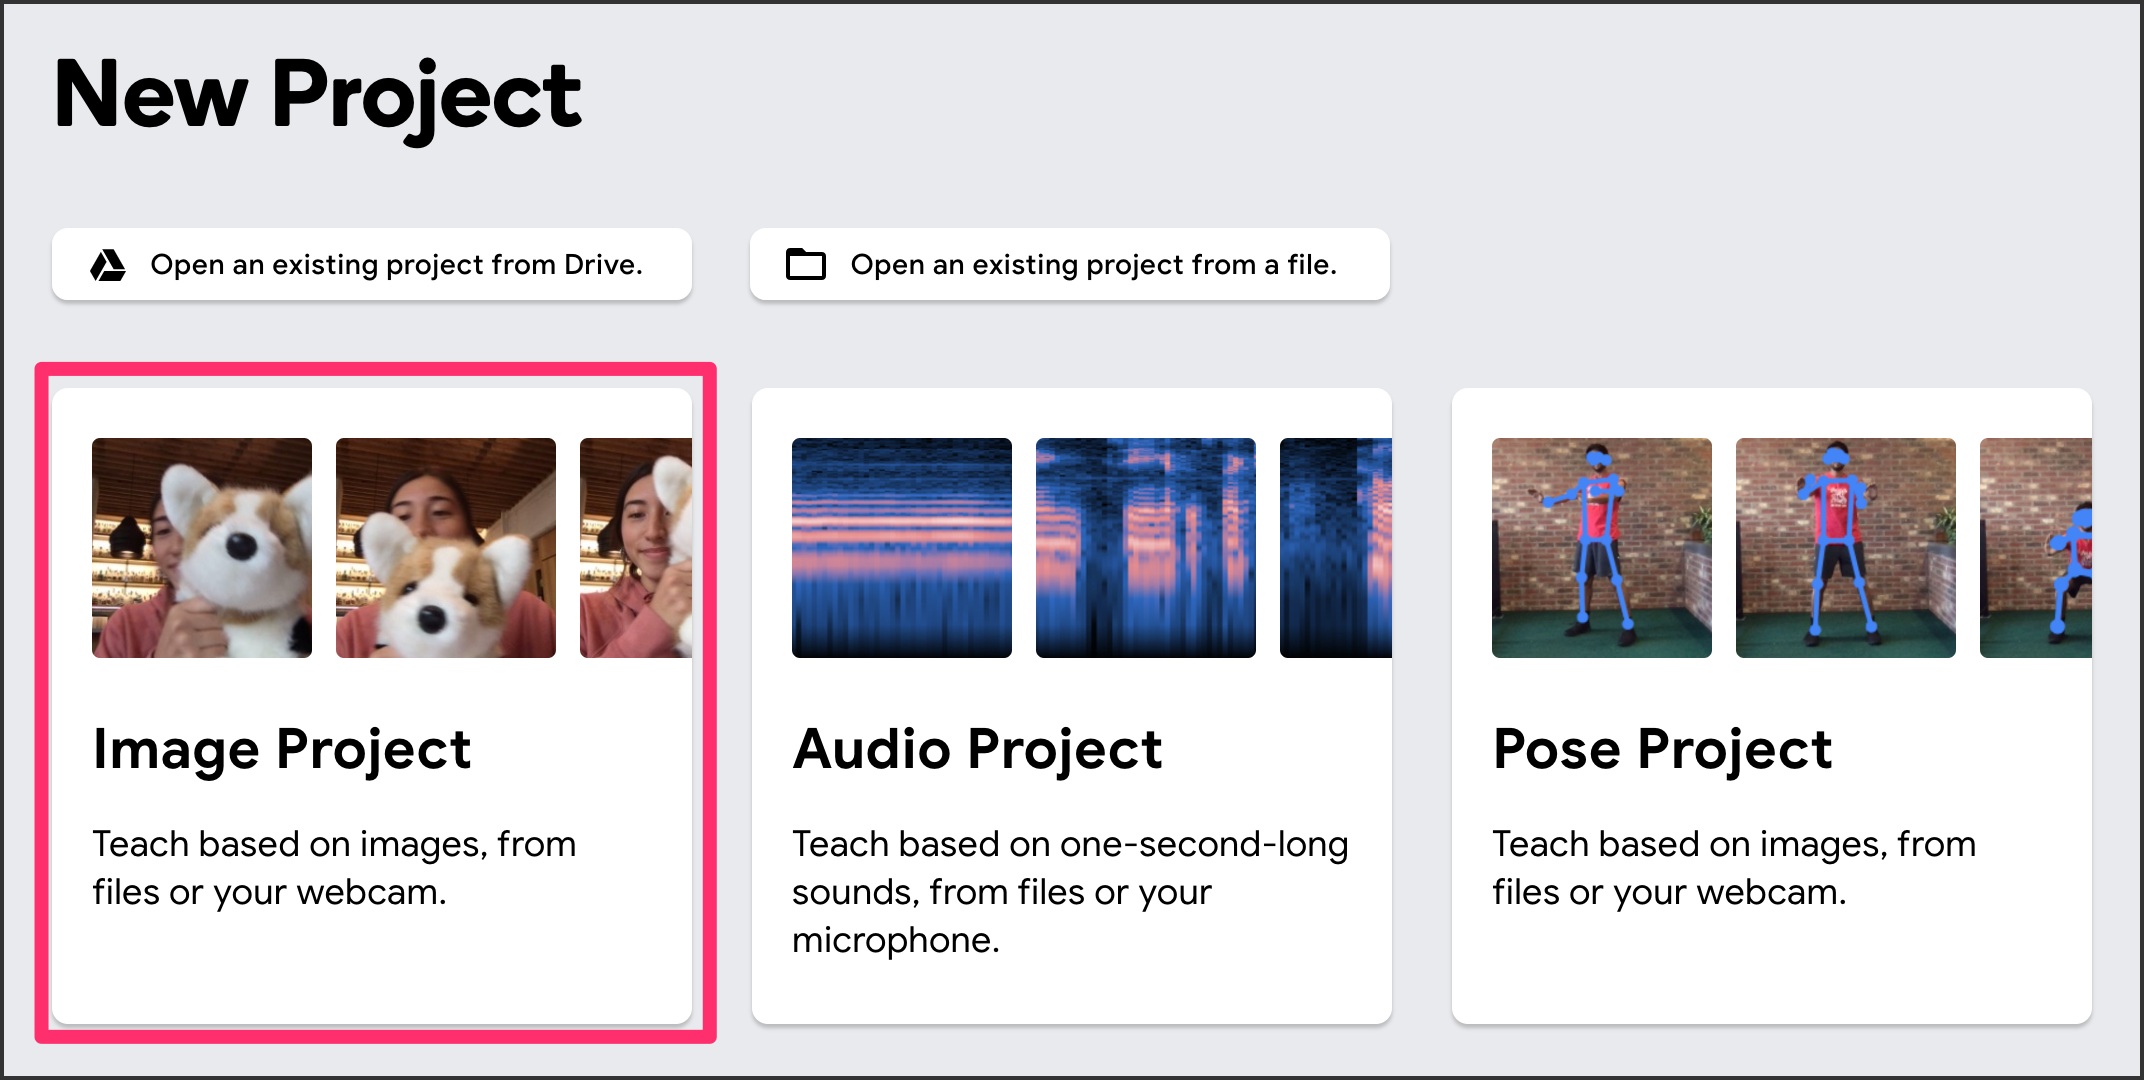 New Project
Open an existing project from Drive.
Open an existing project from a file.
Image Project
Teach based on images, from
files or your webcam.
Audio Project
Teach based on one-second-long
sounds, from files or your
microphone.
Pose Project
Teach based on images, from
files or your webcam.